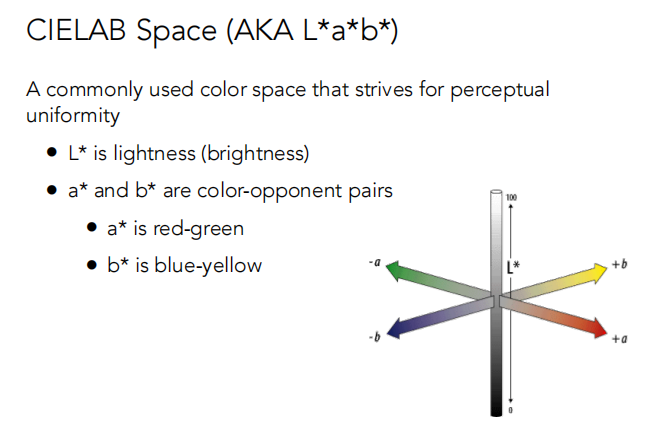 CIELAB Space (AKA L*a*b*)
A commonly used color space that strives for perceptual
uniformity
• L* is lightness (brightness)
• a* and b* are color-opponent pairs
• a* is red-green
• b* is blue-yellow
100
-a
L*
+b
-b
+a
0